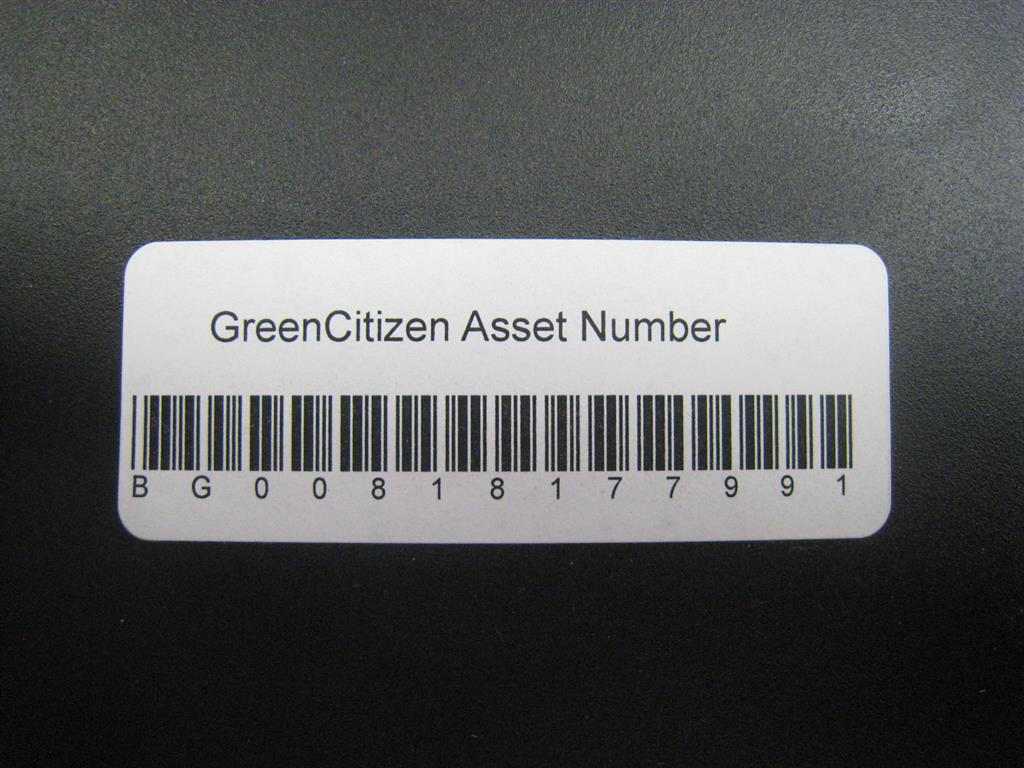 GreenCitizen Asset Number
B G 0 0 8 1 8 1 7 7 9 9 1